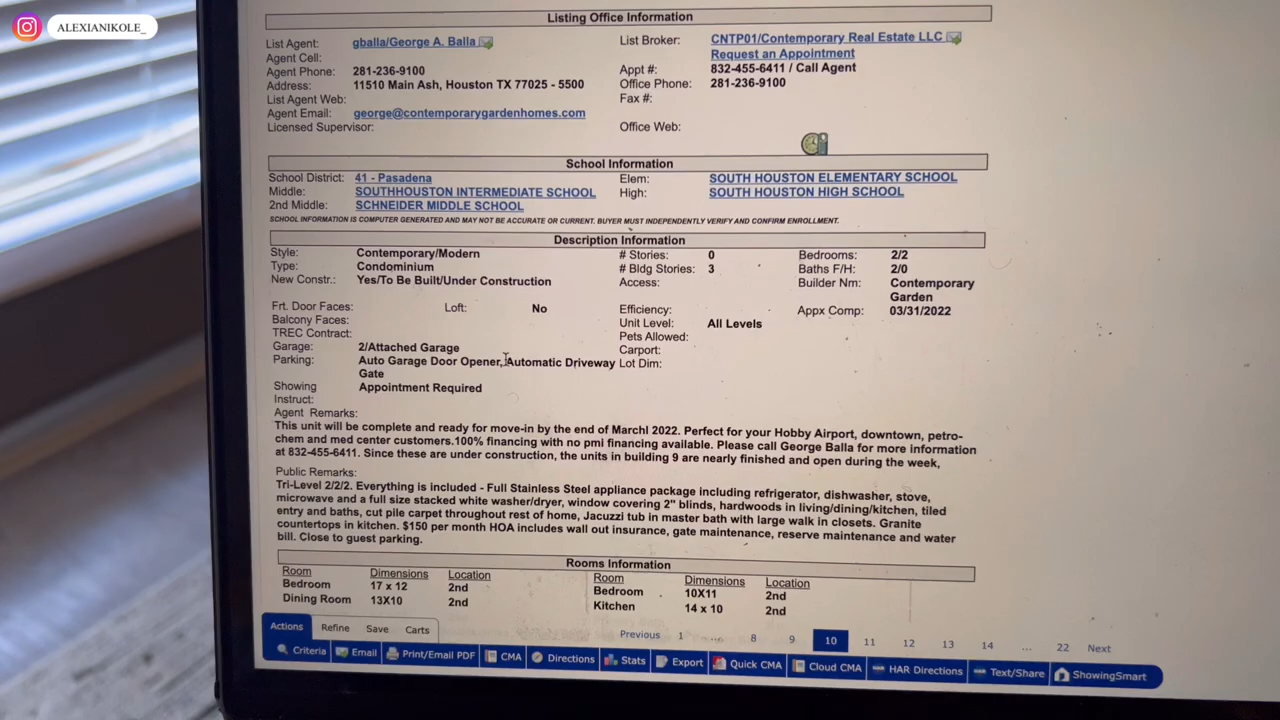 ALEXIANIKOLE_
Listing Office Information
List Agent: gballa/George A. Balla List Broker: CNTP01/Contemporary Real Estate LLC
Agent Cell: Request an Appointment
Agent Phone: 281-236-9100 Appt #: 832-455-6411 / Call Agent
Address: 11510 Main Ash, Houston TX 77025 - 5500 Office Phone: 281-236-9100
List Agent Web: Fax #:
Agent Email: george@contemporarygardenhomes.com
Licensed Supervisor: Office Web:
School Information
School District: 41 - Pasadena Elem: SOUTH HOUSTON ELEMENTARY SCHOOL
Middle: SOUTHHOUSTON INTERMEDIATE SCHOOL High: SOUTH HOUSTON HIGH SCHOOL
2nd Middle: SCHNEIDER MIDDLE SCHOOL
SCHOOL INFORMATION IS COMPUTER GENERATED AND MAY NOT BE ACCURATE OR CURRENT. BUYER MUST INDEPENDENTLY VERIFY AND CONFIRM ENROLLMENT.
Description Information
Style: Contemporary/Modern # Stories: 0 Bedrooms: 2/2
Type: Condominium # Bldg Stories: 3 Baths F/H: 2/0
New Constr.: Yes/To Be Built/Under Construction Access: Builder Nm: Contemporary
Garden
Frt. Door Faces: Loft: No Efficiency: Appx Comp: 03/31/2022
Balcony Faces: Unit Level: All Levels
TREC Contract: Pets Allowed:
Garage: 2/Attached Garage Carport:
Parking: Auto Garage Door Opener, Automatic Driveway Lot Dim:
Gate
Showing Appointment Required
Instruct:
Agent Remarks:
This unit will be complete and ready for move-in by the end of Marchl 2022. Perfect for your Hobby Airport, downtown, petro-
chem and med center customers.100% financing with no pmi financing available. Please call George Balla for more information
at 832-455-6411. Since these are under construction, the units in building 9 are nearly finished and open during the week,
Public Remarks:
Tri-Level 2/2/2. Everything is included - Full Stainless Steel appliance package including refrigerator, dishwasher, stove,
microwave and a full size stacked white washer/dryer, window covering 2" blinds, hardwoods in living/dining/kitchen, tiled
entry and baths, cut pile carpet throughout rest of home, Jacuzzi tub in master bath with large walk in closets. Granite
countertops in kitchen. $150 per month HOA includes wall out insurance, gate maintenance, reserve maintenance and water
bill. Close to guest parking.
Rooms Information
Room Dimensions Location Room Dimensions Location
Bedroom 17 x 12 2nd Bedroom 10X11 2nd
Dining Room 13X10 2nd Kitchen 14 x 10 2nd
Actions Refine Save Carts Previous 1 .... 8 9 10 11 12 13 14 ... 22 Next
Criteria Email Print/Email PDF CMA Directions Stats Export Quick CMA Cloud CMA HAR Directions Text/Share ShowingSmart